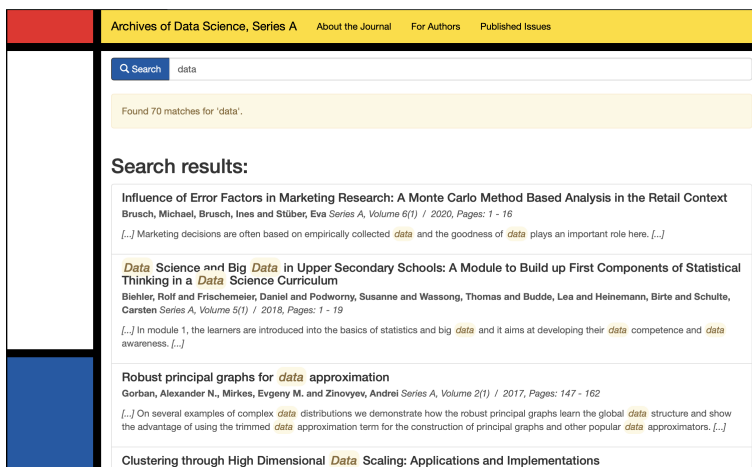 Archives of Data Science, Series A About the Journal For Authors Published Issues
Search data
Found 70 matches for 'data'.
Search results:
Influence of Error Factors in Marketing Research: A Monte Carlo Method Based Analysis in the Retail Context
Brusch, Michael, Brusch, Ines and Stüber, Eva Series A, Volume 6(1) / 2020, Pages: 1 - 16
[...] Marketing decisions are often based on empirically collected data and the goodness of data plays an important role here. [...]
Data Science and Big Data in Upper Secondary Schools: A Module to Build up First Components of Statistical
Thinking in a Data Science Curriculum
Biehler, Rolf and Frischemeier, Daniel and Podworny, Susanne and Wassong, Thomas and Budde, Lea and Heinemann, Birte and Schulte,
Carsten Series A, Volume 5(1) / 2018, Pages: 1 - 19
[...] In module 1, the learners are introduced into the basics of statistics and big data and it aims at developing their data competence and data
awareness. [...]
Robust principal graphs for data approximation
Gorban, Alexander N., Mirkes, Evgeny M. and Zinovyev, Andrei Series A, Volume 2(1) / 2017, Pages: 147 - 162
[...] On several examples of complex data distributions we demonstrate how the robust principal graphs learn the global data structure and show
the advantage of using the trimmed data approximation term for the construction of principal graphs and other popular data approximators. [...]
Clustering through High Dimensional Data Scaling: Applications and Implementations